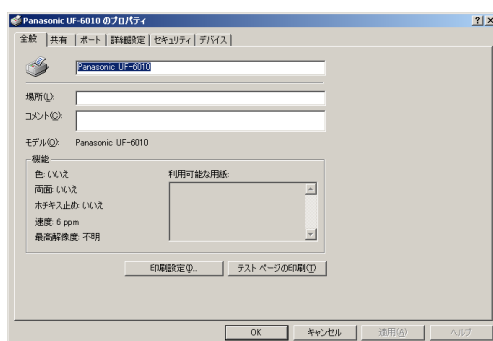 Panasonic UF-6010 のプロパティ
全般 共有 ポート 詳細設定 セキュリティ デバイス
Panasonic UF-6010
場所(L):
コメント(C):
モデル(O): Panasonic UF-6010
機能
色: いいえ 利用可能な用紙:
両面: いいえ
ホチキス止め: いいえ
速度: 6 ppm
最高解像度: 不明
印刷設定(I)... テスト ページの印刷(T)
OK キャンセル 適用(A) ヘルプ